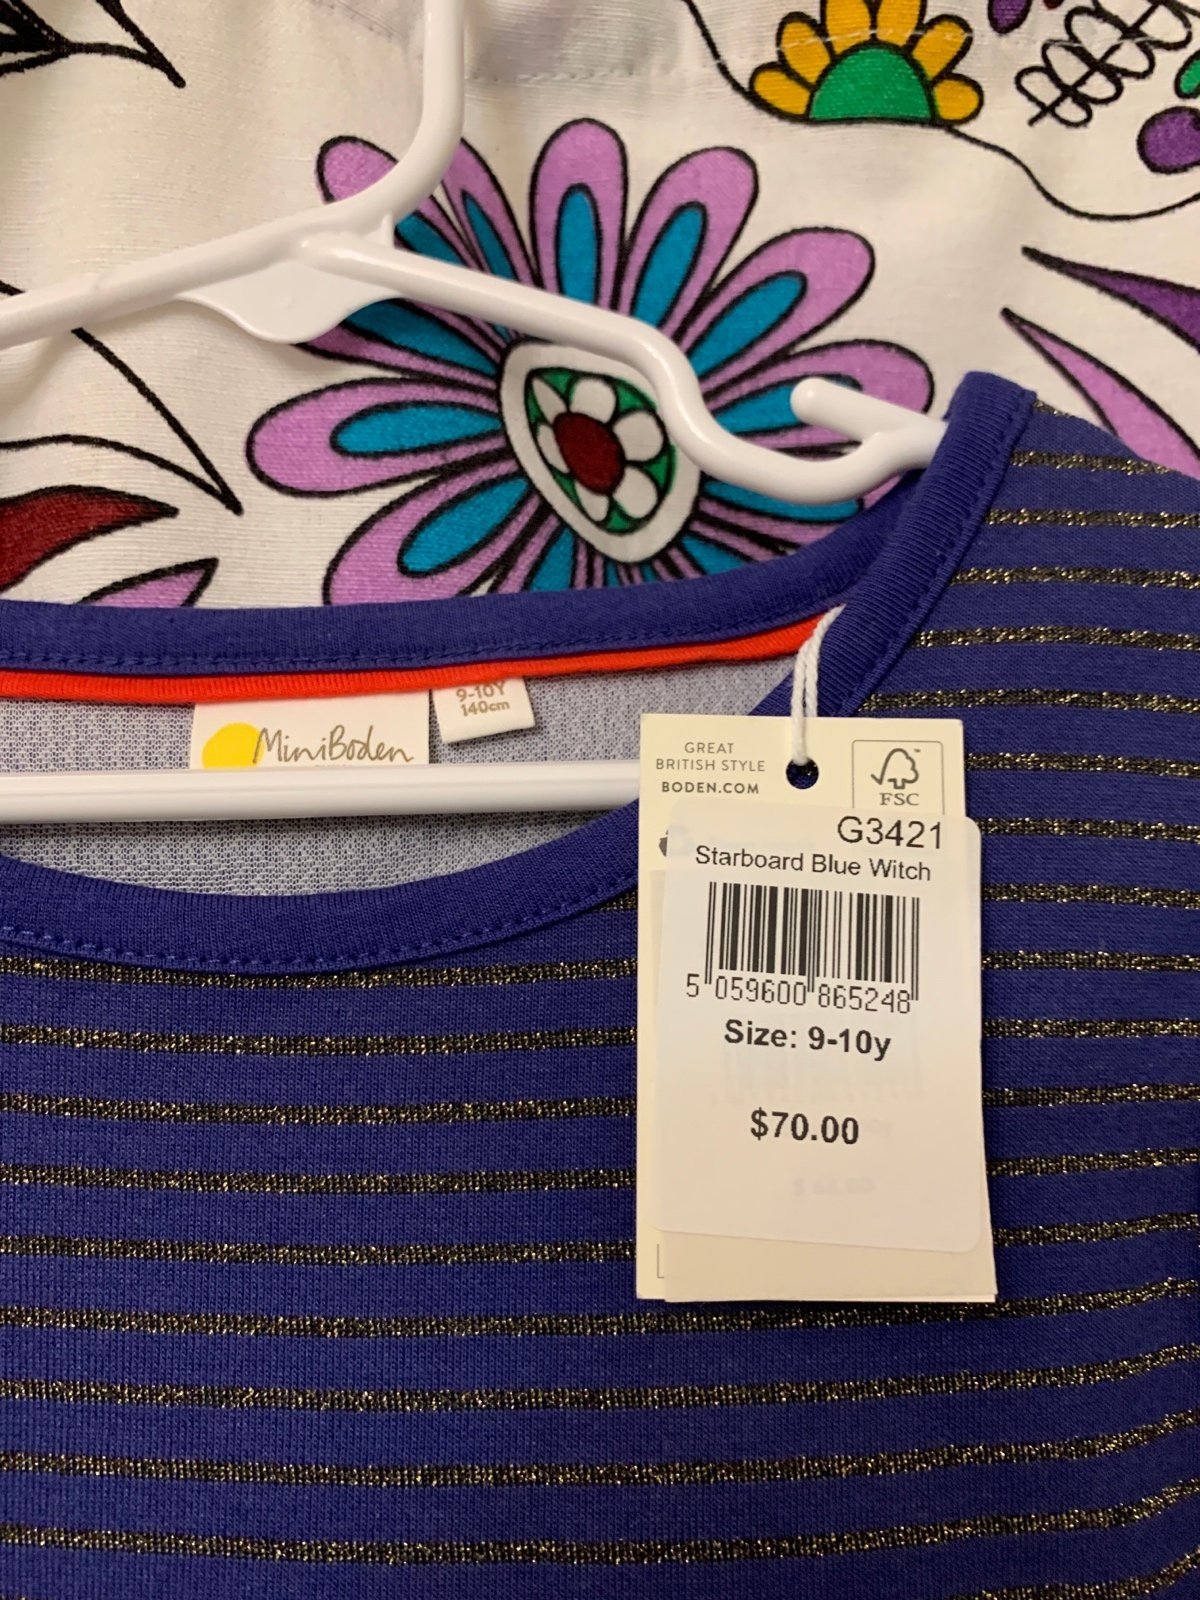 9-10Y
140cm
MiniBoden
GREAT
BRITISH STYLE
BODEN.COM
FSC
G3421
Starboard Blue Witch
5 059600 865248
Size: 9-10y
$70.00